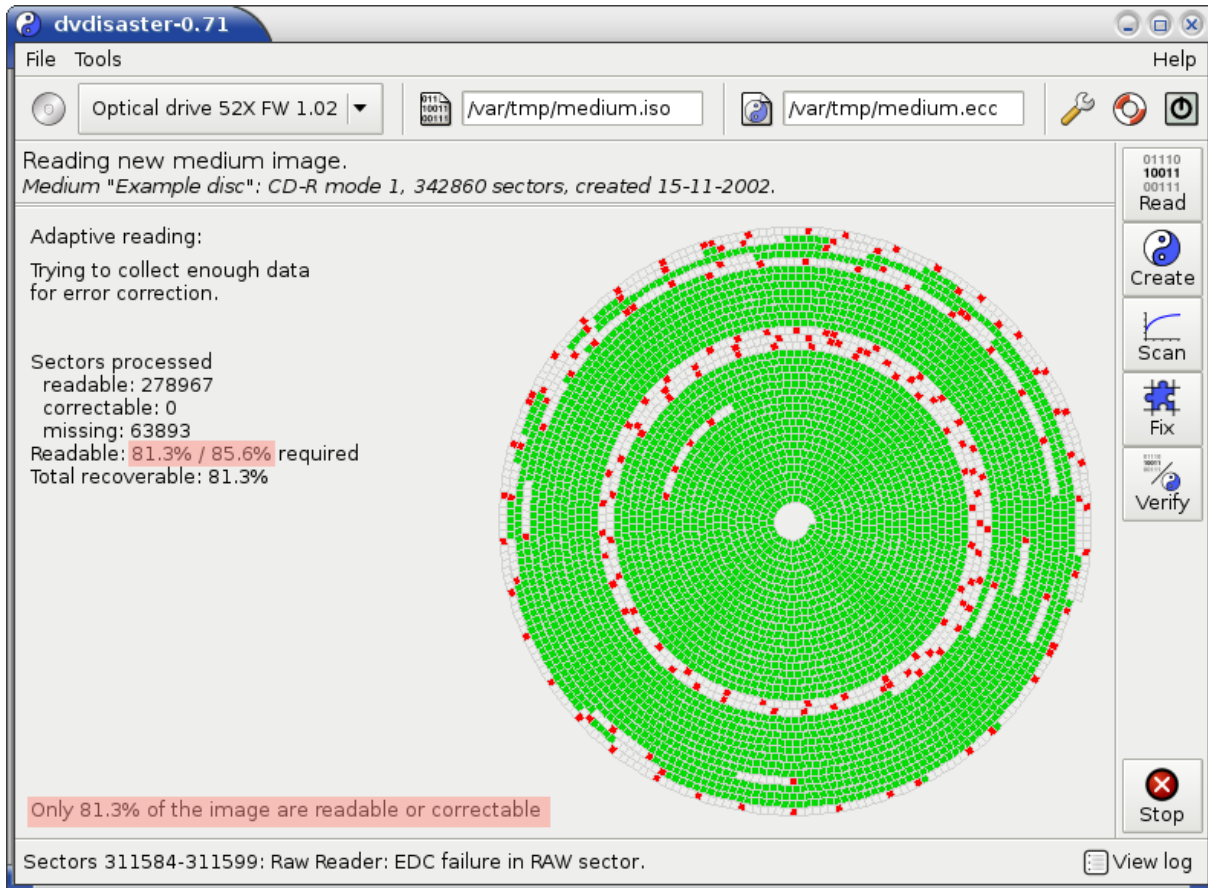 dvdisaster-0.71
File Tools Help
Optical drive 52X FW 1.02 /var/tmp/medium.iso /var/tmp/medium.ecc
Reading new medium image.
Medium "Example disc": CD-R mode 1, 342860 sectors, created 15-11-2002.
Adaptive reading:
Trying to collect enough data
for error correction.
Sectors processed
readable: 278967
correctable: 0
missing: 63893
Readable: 81.3% / 85.6% required
Total recoverable: 81.3%
Only 81.3% of the image are readable or correctable
01110
10011
00111
Read
Create
Scan
Fix
Verify
Stop
Sectors 311584-311599: Raw Reader: EDC failure in RAW sector. View log